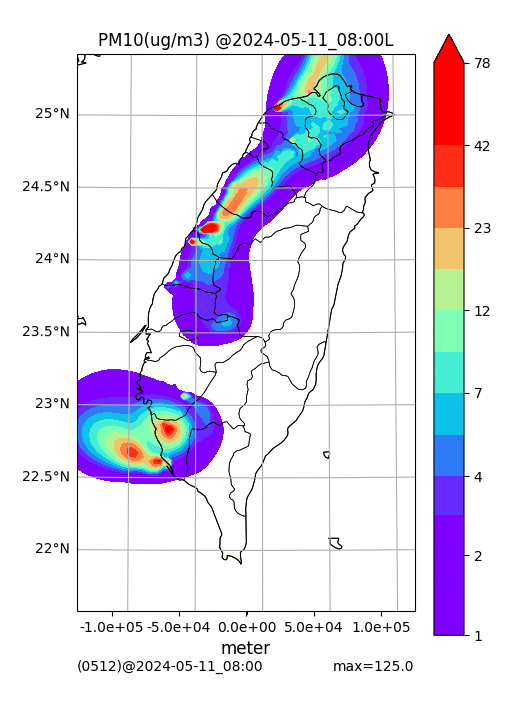 PM10(ug/m3) @2024-05-11_08:00L
78
42
23
12
7
4
2
1
25°N
24.5°N
24°N
23.5°N
23°N
22.5°N
22°N
-1.0e+05 -5.0e+04 0.0e+00 5.0e+04 1.0e+05
meter
(0512)@2024-05-11_08:00 max=125.0